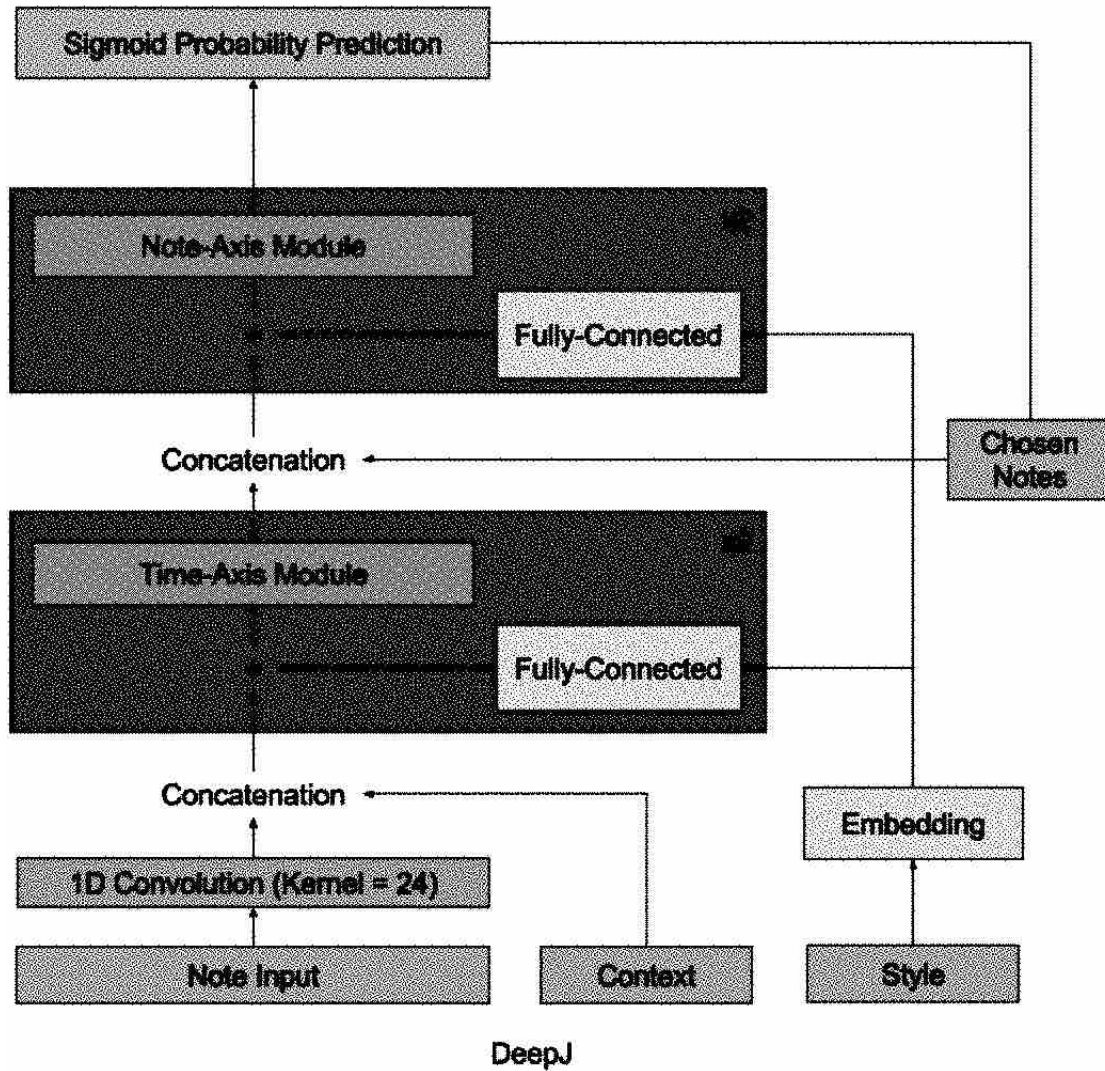 Sigmoid Probability Prediction
Note-Axis Module
Fully-Connected
Concatenation
Chosen
Notes
Time-Axis Module
Fully-Connected
Concatenation
Embedding
1D Convolution (Kernel = 24)
Note Input
Context
Style
DeepJ